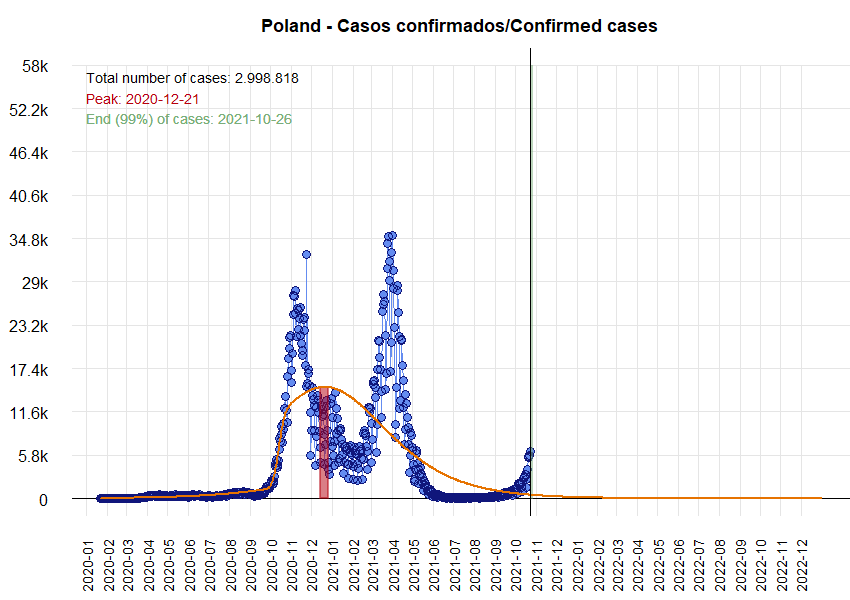 Poland - Casos confirmados/Confirmed cases
58k
52.2k
46.4k
40.6k
34.8k
29k
23.2k
17.4k
11.6k
5.8k
0
Total number of cases: 2.998.818
Peak: 2020-12-21
End (99%) of cases: 2021-10-26
2020-01
2020-02
2020-03
2020-04
2020-05
2020-06
2020-07
2020-08
2020-09
2020-10
2020-11
2020-12
2021-01
2021-02
2021-03
2021-04
2021-05
2021-06
2021-07
2021-08
2021-09
2021-10
2021-11
2021-12
2022-01
2022-02
2022-03
2022-04
2022-05
2022-06
2022-07
2022-08
2022-09
2022-10
2022-11
2022-12